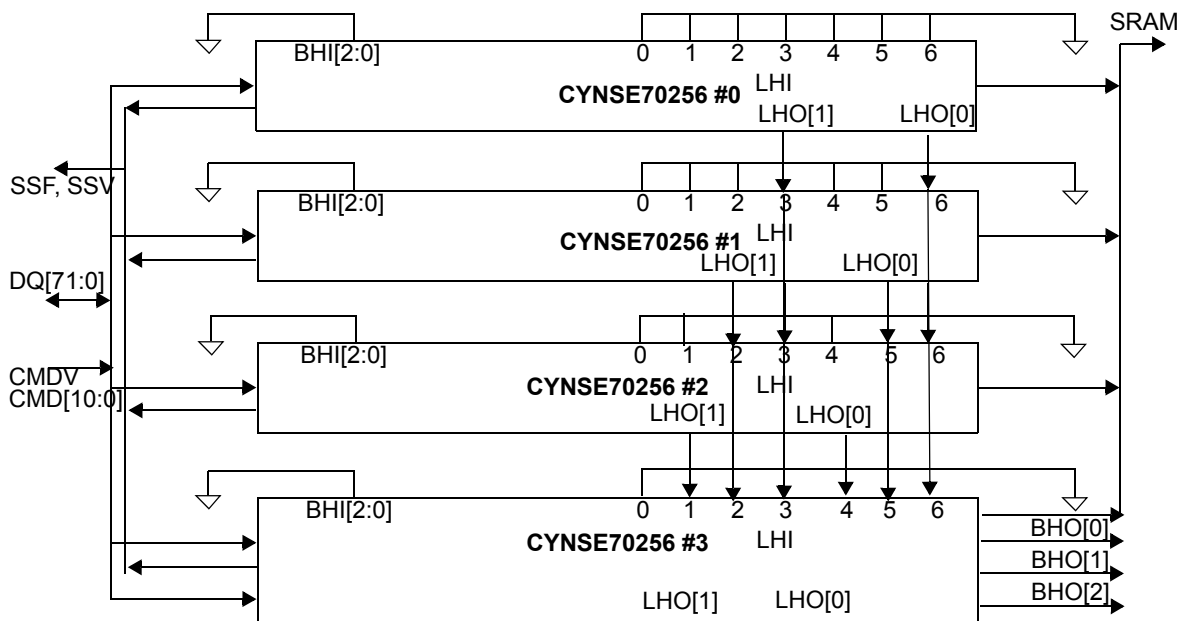 SRAM
BHI[2:0] 0 1 2 3 4 5 6
LHI
CYNSE70256 #0
LHO[1] LHO[0]
SSF, SSV
BHI[2:0] 0 1 2 3 4 5 6
LHI
CYNSE70256 #1
LHO[1] LHO[0]
DQ[71:0]
BHI[2:0] 0 1 2 3 4 5 6
CMDV
CYNSE70256 #2 LHI
CMD[10:0]
LHO[1] LHO[0]
BHI[2:0] 0 1 2 3 4 5 6
BHO[0]
CYNSE70256 #3 LHI
BHO[1]
BHO[2]
LHO[1] LHO[0]